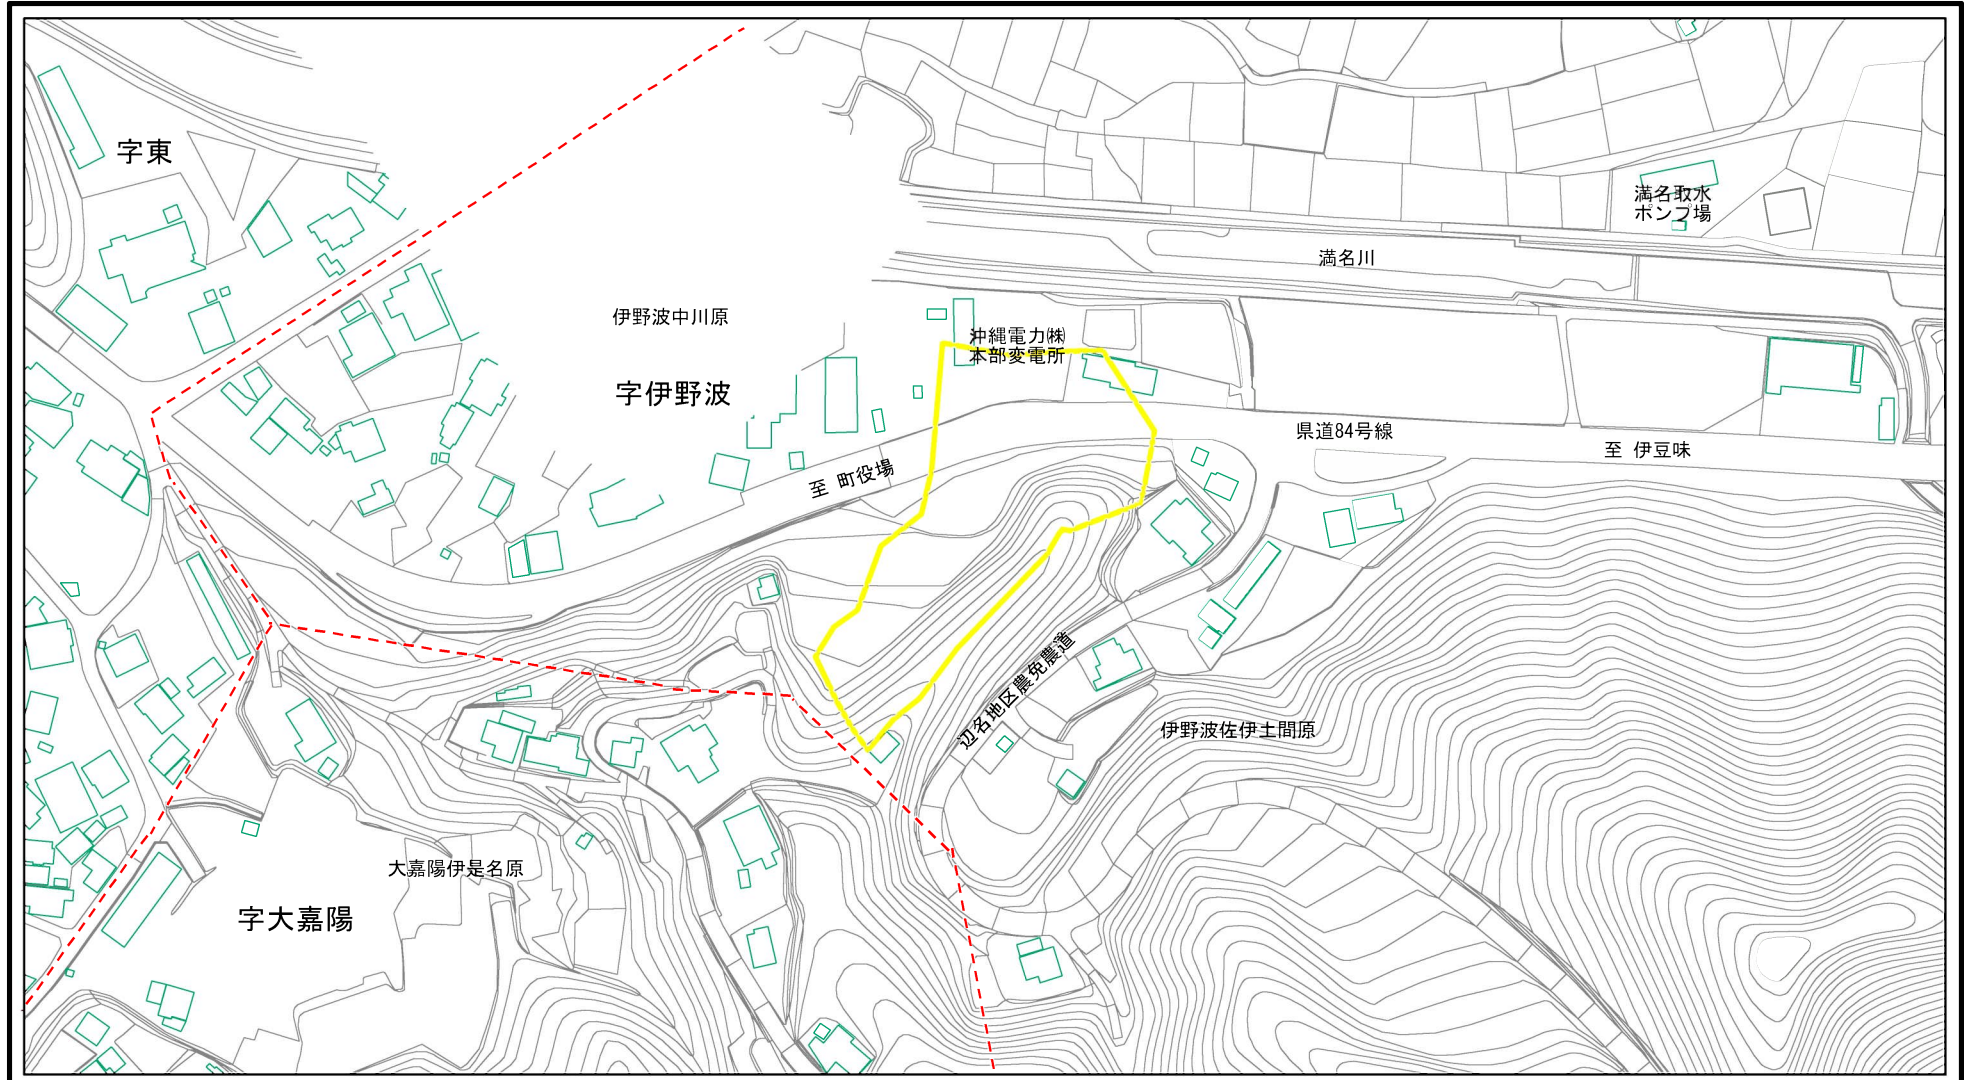 字東
満名取水
ポンプ場
満名川
伊野波中川原
沖縄電力㈱
本部変電所
字伊野波
県道84号線
至 伊豆味
至 町役場
辺名地区農免農道
伊野波佐伊土間原
大嘉陽伊是名原
字大嘉陽